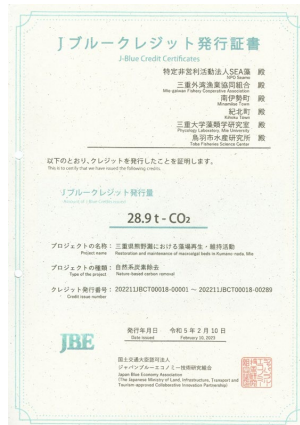 Jブルークレジット発行証書
J-Blue Credit Certificates
特定非営利活動法人SEA藻 殿
NPO Seamo
三重外湾漁業協同組合 殿
Mie gaiwan Fishery Cooperative Association
南伊勢町 殿
Minamiise Town
紀北町 殿
Kihoku Town
三重大学藻類学研究室 殿
Phycology Laboratory, Mie University
鳥羽市水産研究所 殿
Toba Fisheries Science Center
以下のとおり、クレジットを発行したことを証明します。
This is to certify that we have issued the following credits.
Jブルークレジット発行量
28.9 t - CO₂
プロジェクトの名称： 三重県熊野灘における藻場再生・維持活動
Project name Restoration and maintenance of macroalgal beds in Kumano-nada, Mie
プロジェクトの種類： 自然系炭素除去
Type of the project Nature-based carbon removal
クレジット発行番号： 202211JBCT00018-00001 ～ 202211JBCT00018-00289
Credit issue number
JBE
発行年月日 令和 5 年 2 月 10 日
Date issued February 10, 2023
国土交通大臣認可法人
ジャパンブルーエコノミー技術研究組合
Japan Blue Economy Association
(The Japanese Ministry of Land, Infrastructure, Transport and
Tourism-approved Collaborative Innovation Partnership)